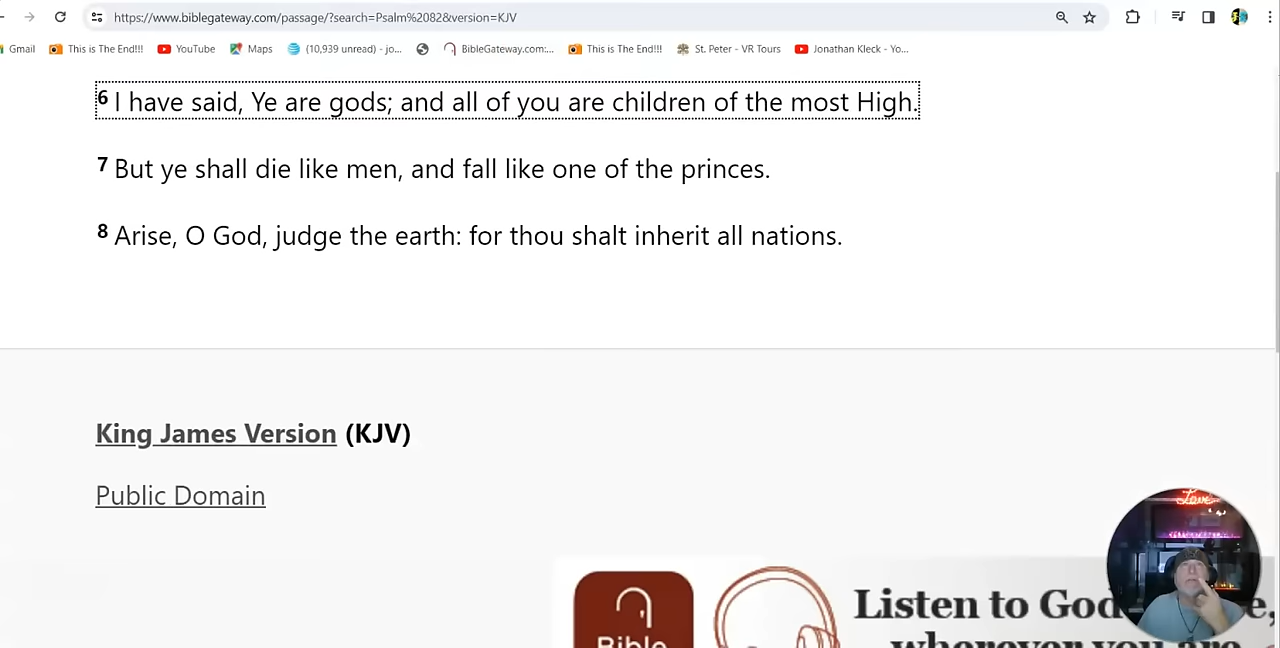 https://www.biblegateway.com/passage/?search=Psalm%2082&version=KJV
Gmail This is The End!!! YouTube Maps (10,939 unread) - jo... BibleGateway.com:... This is The End!!! St. Peter - VR Tours Jonathan Kleck - Yo...
6 I have said, Ye are gods; and all of you are children of the most High.
7 But ye shall die like men, and fall like one of the princes.
8 Arise, O God, judge the earth: for thou shalt inherit all nations.
King James Version (KJV)
Public Domain
Love
Listen to God
Bible wherever you are